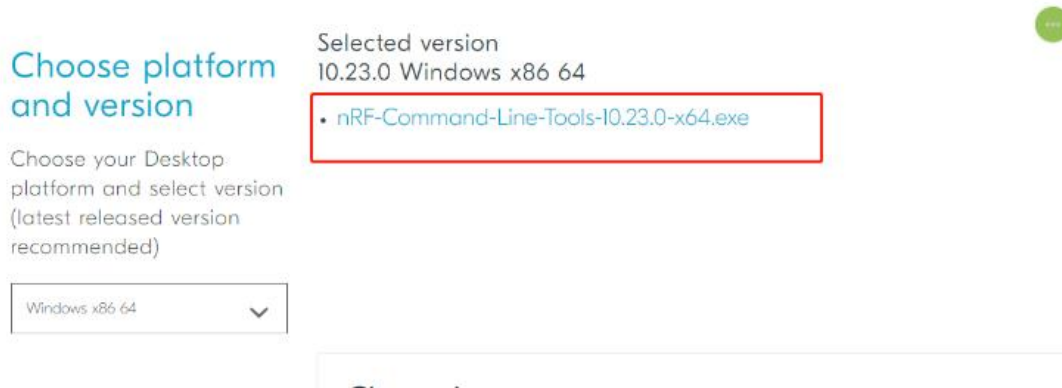 Choose platform
and version
Choose your Desktop
platform and select version
(latest released version
recommended)
Windows x86 64
Selected version
10.23.0 Windows x86 64
• nRF-Command-Line-Tools-10.23.0-x64.exe